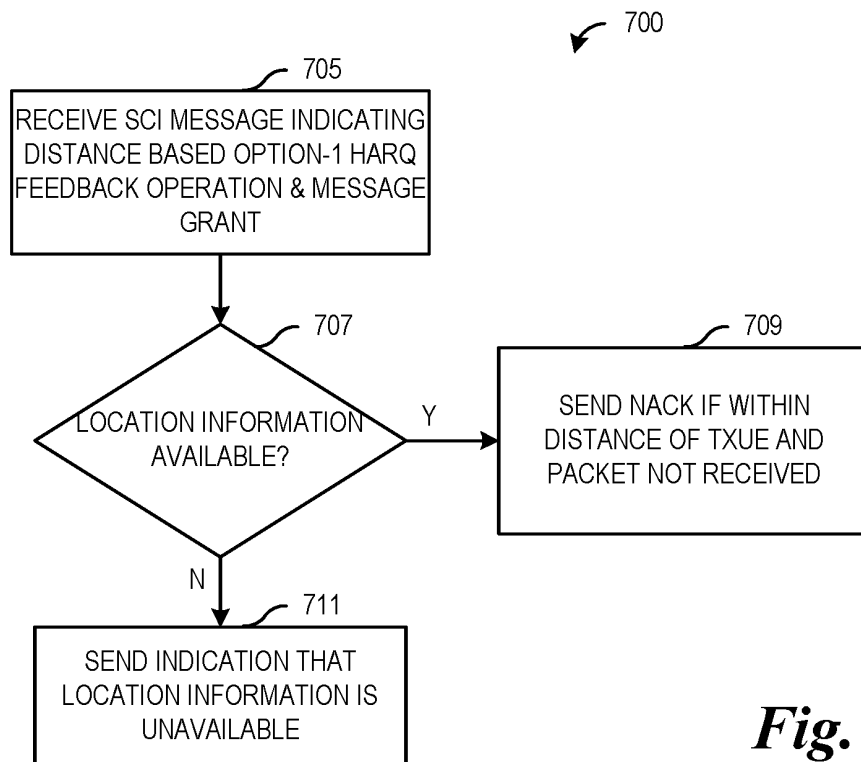 700
705
RECEIVE SCI MESSAGE INDICATING
DISTANCE BASED OPTION-1 HARQ
FEEDBACK OPERATION & MESSAGE
GRANT
707
LOCATION INFORMATION
AVAILABLE?
Y
709
SEND NACK IF WITHIN
DISTANCE OF TXUE AND
PACKET NOT RECEIVED
N
711
SEND INDICATION THAT
LOCATION INFORMATION IS
UNAVAILABLE
Fig.